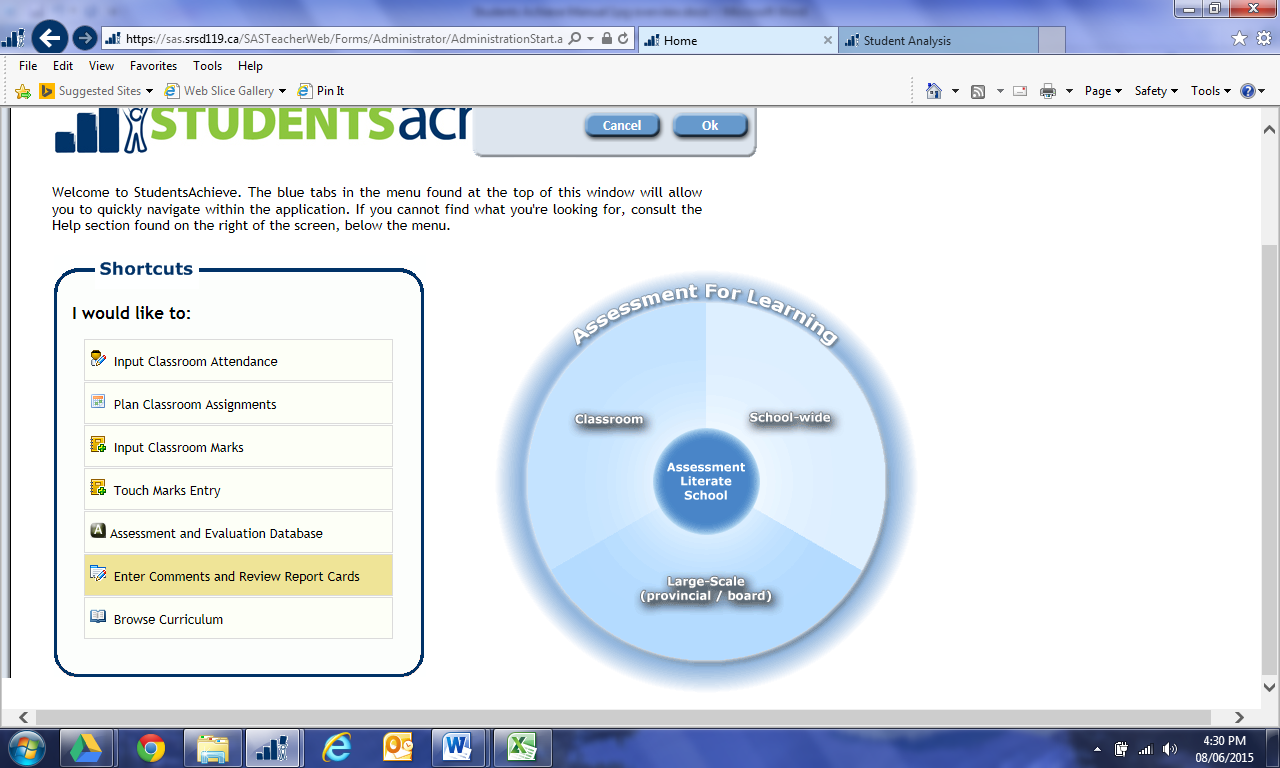 https://sas.srsd119.ca/SASTeacherWeb/Forms/Administrator/AdministrationStart.a
Home
Student Analysis
File Edit View Favorites Tools Help
Suggested Sites Web Slice Gallery Pin It
Page Safety Tools
STUDENTSacʜ
Cancel Ok
Welcome to StudentsAchieve. The blue tabs in the menu found at the top of this window will allow
you to quickly navigate within the application. If you cannot find what you're looking for, consult the
Help section found on the right of the screen, below the menu.
Shortcuts
I would like to:
Input Classroom Attendance
Plan Classroom Assignments
Input Classroom Marks
Touch Marks Entry
Assessment and Evaluation Database
Enter Comments and Review Report Cards
Browse Curriculum
Assessment For Learning
Classroom
School-wide
Assessment
Literate
School
Large-Scale
(provincial / board)
4:30 PM
08/06/2015